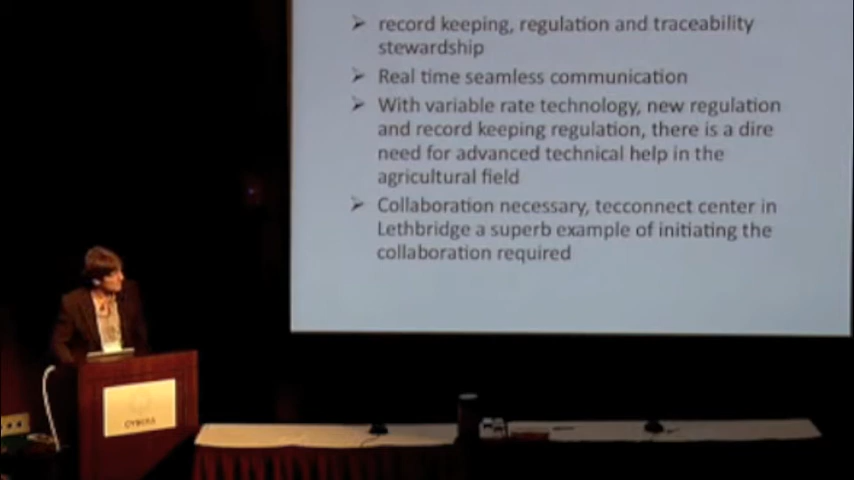 record keeping, regulation and traceability
stewardship
Real time seamless communication
With variable rate technology, new regulation
and record keeping regulation, there is a dire
need for advanced technical help in the
agricultural field
Collaboration necessary, tecconnect center in
Lethbridge a superb example of initiating the
collaboration required